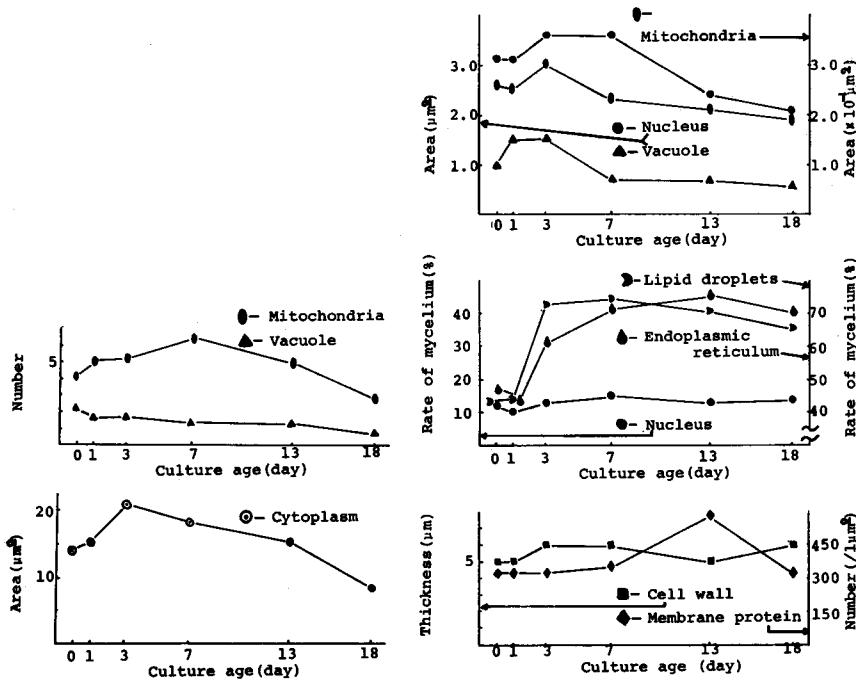 Mitochondria
3.0
2.0
1.0
Area(μm²)
Nucleus
Vacuole
3.0
2.0
1.0
Area(×10⁻¹μm²)
0 1 3 7 13 18
Culture age(day)
Mitochondria
Vacuole
5
Number
0 1 3 7 13 18
Culture age(day)
Lipid droplets
Endoplasmic
reticulum
Nucleus
40
30
20
10
Rate of mycelium(%)
70
60
50
40
Rate of mycelium(%)
0 1 3 7 13 18
Culture age(day)
Cytoplasm
20
10
Area(μm²)
0 1 3 7 13 18
Culture age(day)
5
Thickness(μm)
Cell wall
Membrane protein
450
300
150
Number(/1um²)
0 1 3 7 13 18
Culture age (day)